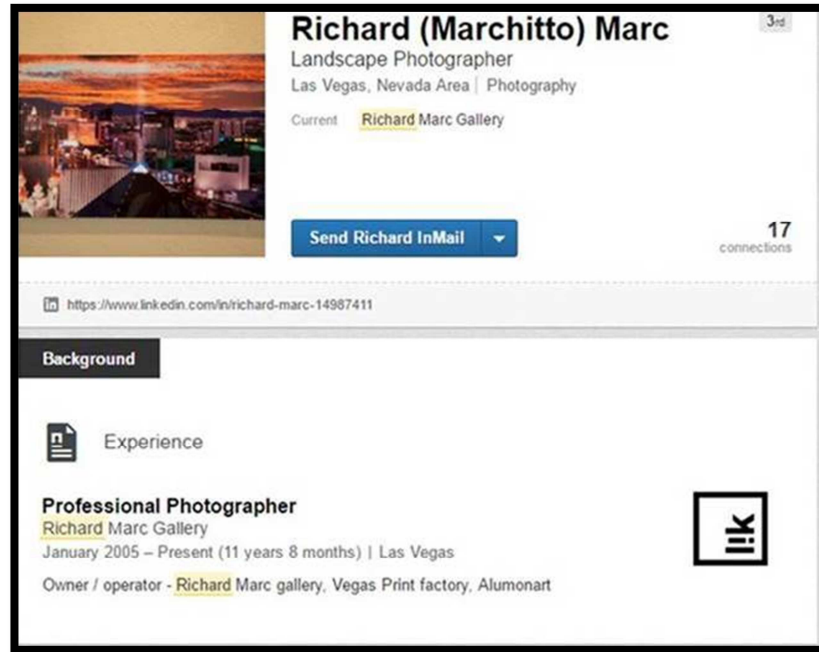 Richard (Marchitto) Marc
3rd
Landscape Photographer
Las Vegas, Nevada Area | Photography
Current Richard Marc Gallery
Send Richard InMail
17
connections
in https://www.linkedin.com/in/richard-marc-14987411
Background
Experience
Professional Photographer
Richard Marc Gallery
January 2005 – Present (11 years 8 months) | Las Vegas
Owner / operator - Richard Marc gallery, Vegas Print factory, Alumonart
lik